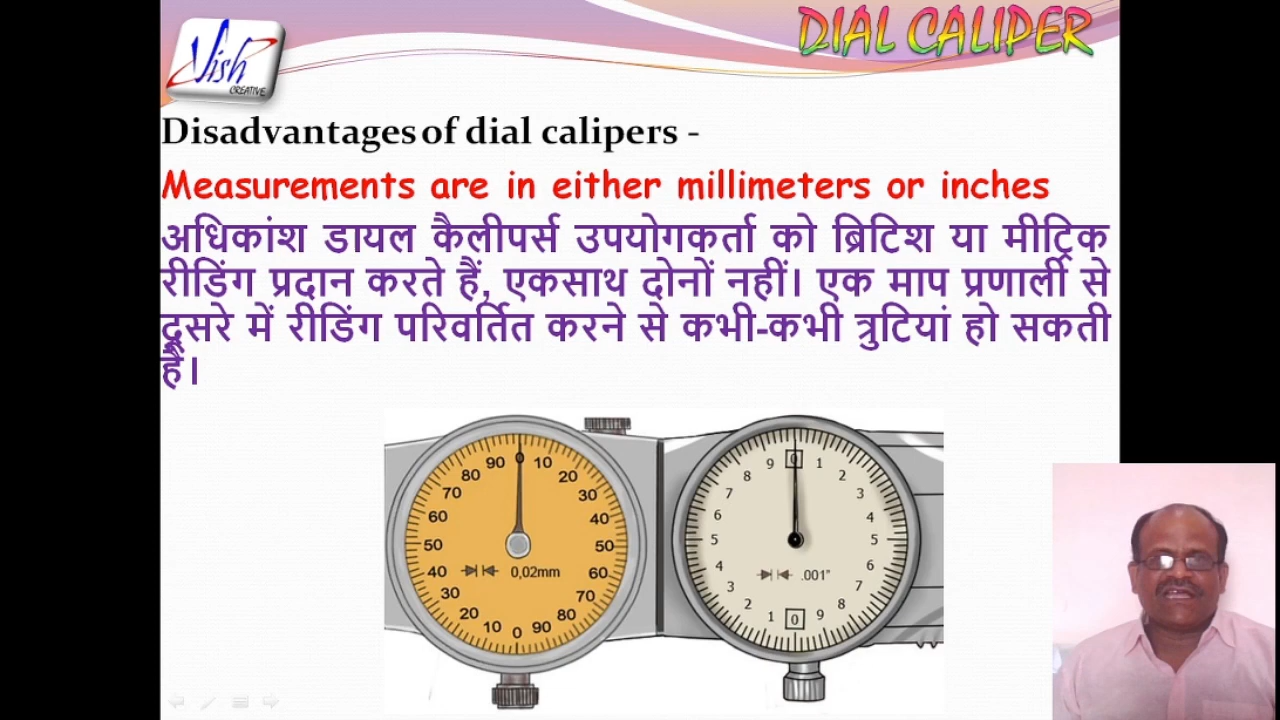 Vish
CREATIVE
DIAL CALIPER
Disadvantages of dial calipers -
Measurements are in either millimeters or inches
अधिकांश डायल कैलीपर्स उपयोगकर्ता को ब्रिटिश या मीट्रिक
रीडिंग प्रदान करते हैं, एकसाथ दोनों नहीं। एक माप प्रणाली से
दूसरे में रीडिंग परिवर्तित करने से कभी-कभी त्रुटियां हो सकती
हैं।
0 10 20 30 40 50 60 70 80 90 0 10 20 30 40 50 60 70 80 90
0,02mm
0 1 2 3 4 5 6 7 8 9 0 1 2 3 4 5 6 7 8 9
.001"